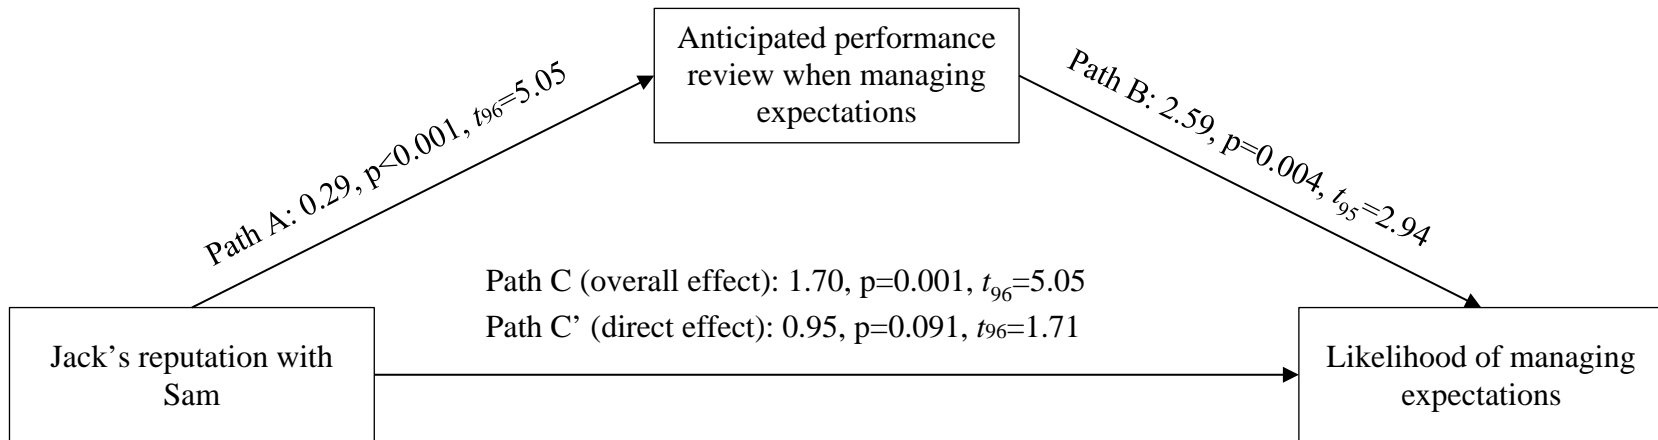 Anticipated performance
review when managing
expectations
Path A: 0.29, p<0.001, t96=5.05
Path B: 2.59, p=0.004, t95=2.94
Path C (overall effect): 1.70, p=0.001, t96=5.05
Path C’ (direct effect): 0.95, p=0.091, t96=1.71
Jack’s reputation with
Sam
Likelihood of managing
expectations